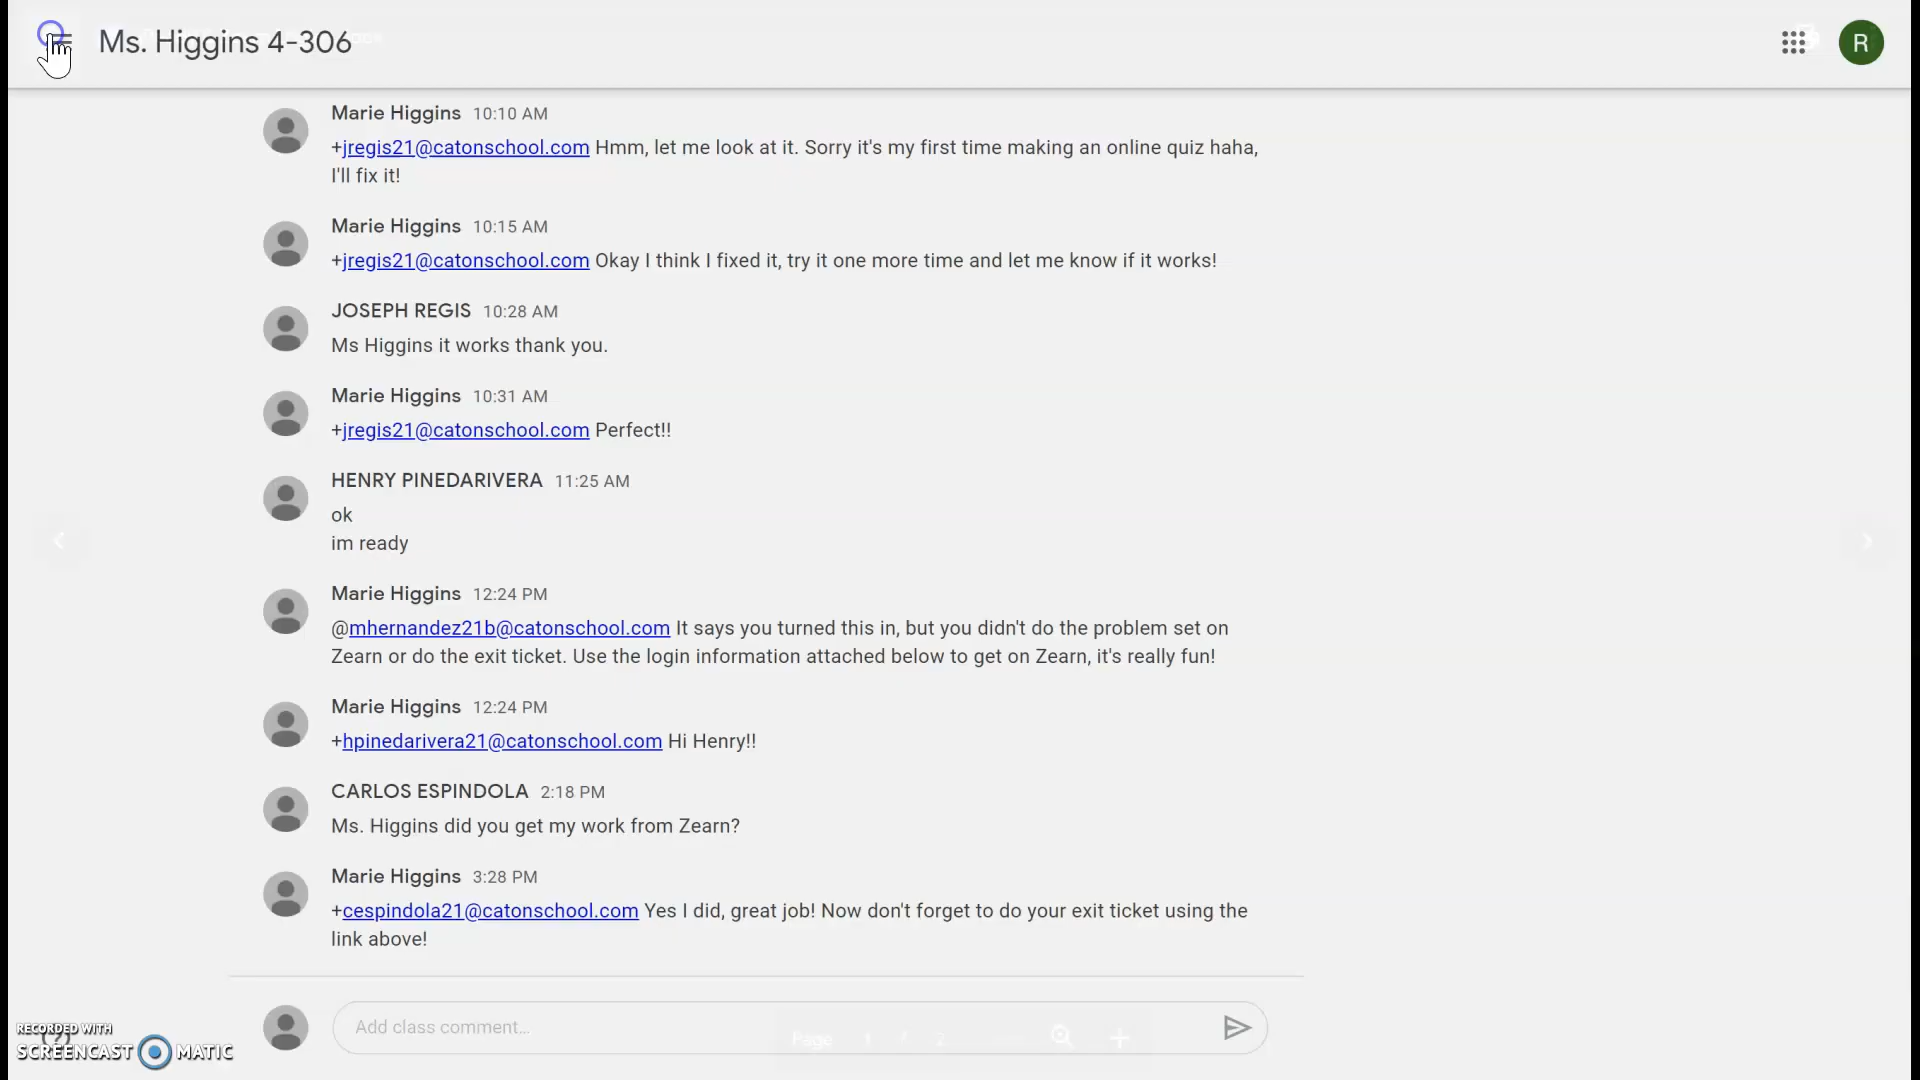 Ms. Higgins 4-306
R
Marie Higgins 10:10 AM
+jregis21@catonschool.com Hmm, let me look at it. Sorry it's my first time making an online quiz haha,
I'll fix it!
Marie Higgins 10:15 AM
+jregis21@catonschool.com Okay I think I fixed it, try it one more time and let me know if it works!
JOSEPH REGIS 10:28 AM
Ms Higgins it works thank you.
Marie Higgins 10:31 AM
+jregis21@catonschool.com Perfect!!
HENRY PINEDARIVERA 11:25 AM
ok
im ready
Marie Higgins 12:24 PM
@mhernandez21b@catonschool.com It says you turned this in, but you didn't do the problem set on
Zearn or do the exit ticket. Use the login information attached below to get on Zearn, it's really fun!
Marie Higgins 12:24 PM
+hpinedarivera21@catonschool.com Hi Henry!!
CARLOS ESPINDOLA 2:18 PM
Ms. Higgins did you get my work from Zearn?
Marie Higgins 3:28 PM
+cespindola21@catonschool.com Yes I did, great job! Now don't forget to do your exit ticket using the
link above!
Add class comment...
Page 1 / 2
RECORDED WITH
SCREENCAST MATIC